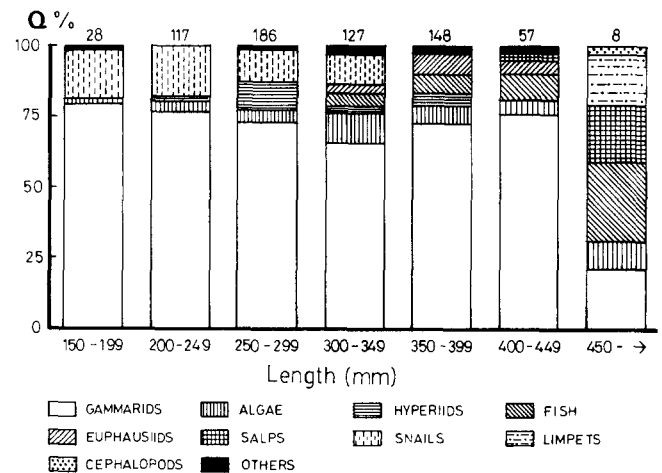 Q %
28 117 186 127 148 57 8
100
75
50
25
0
150-199 200-249 250-299 300-349 350-399 400-449 450- →
Length (mm)
GAMMARIDS ALGAE HYPERIIDS FISH
EUPHAUSIIDS SALPS SNAILS LIMPETS
CEPHALOPODS OTHERS